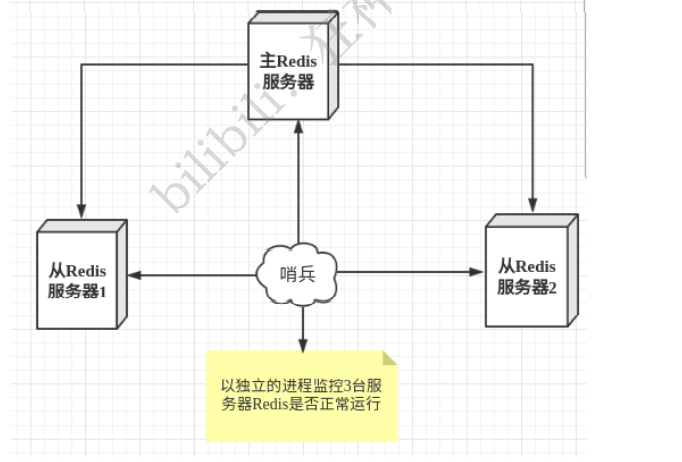 主Redis
服务器
bilibili:
从Redis
服务器1
哨兵
从Redis
服务器2
以独立的进程监控3台服
务器Redis是否正常运行